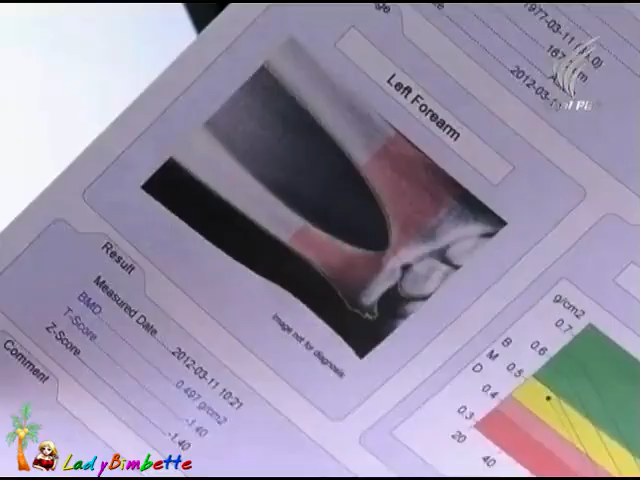 1977-03-11
2012-03-
Left Forearm
Image not for diagnosis
Result
Measured Date
2012-03-11 10:21
BMD
0.497 g/cm2
T-Score
-1.40
Z-Score
-1.40
Comment
g/cm2
0.7
B
0.6
M
0.5
D
0.4
0.3
20
40
LadyBimbette